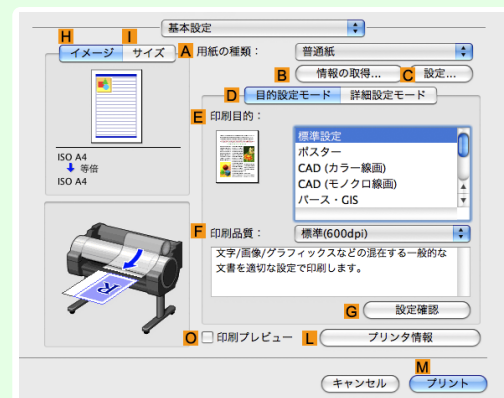 基本設定
H I
イメージ サイズ
A 用紙の種類： 普通紙
B 情報の取得... C 設定...
D 目的設定モード 詳細設定モード
E 印刷目的：
標準設定
ポスター
CAD (カラー線画)
CAD (モノクロ線画)
パース・GIS
ISO A4
等倍
ISO A4
F 印刷品質： 標準(600dpi)
文字/画像/グラフィックスなどの混在する一般的な
文書を適切な設定で印刷します。
G 設定確認
O 印刷プレビュー L プリンタ情報
M
キャンセル プリント